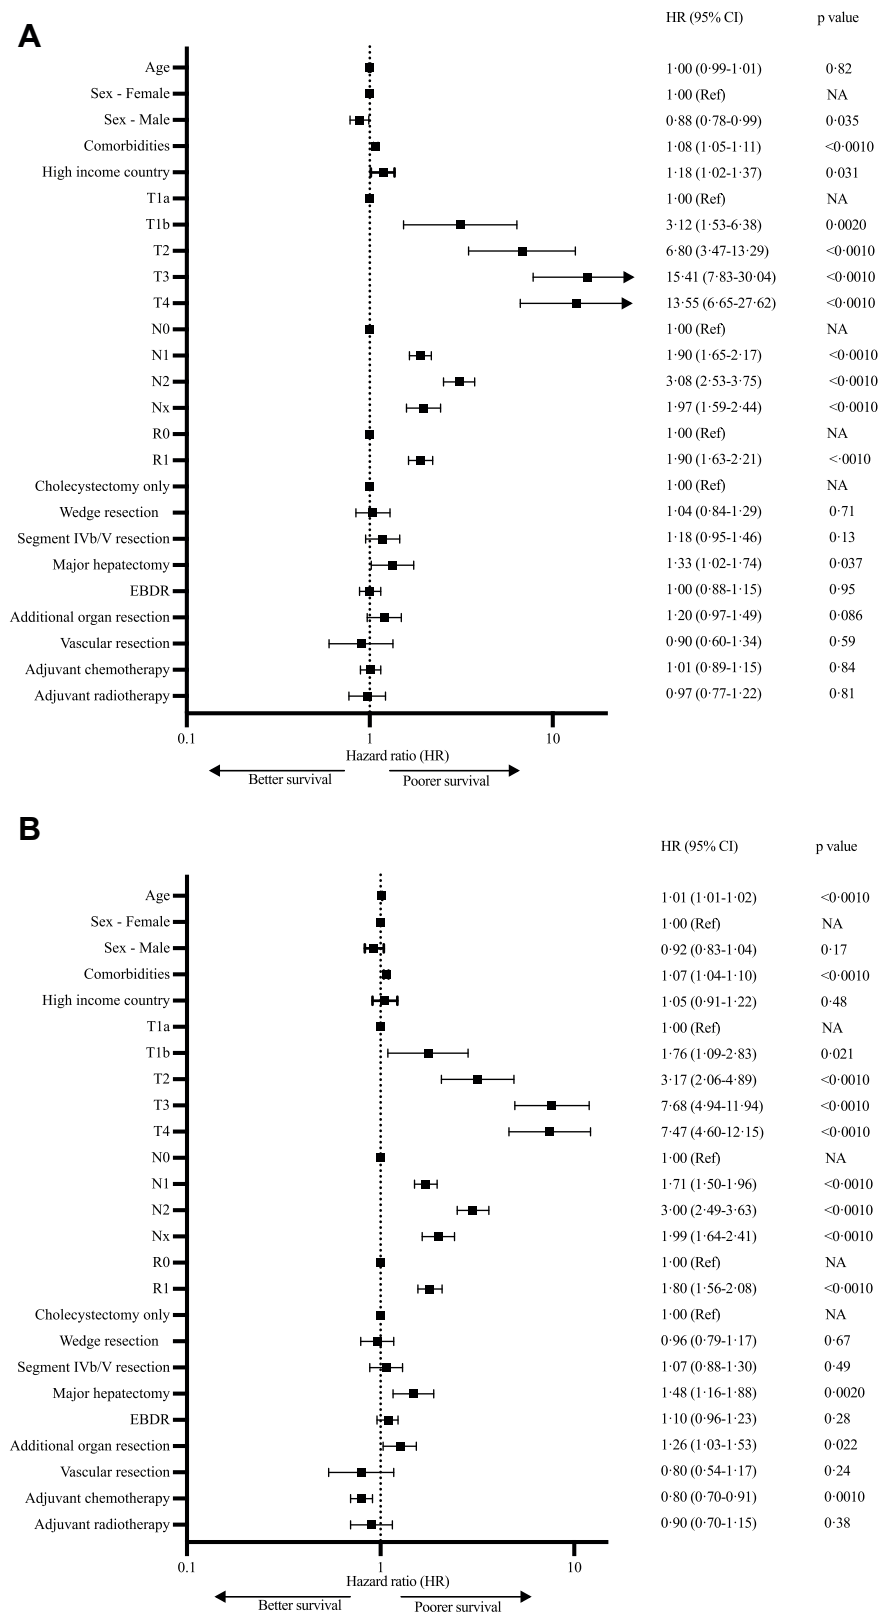 A
HR (95% CI) p value
Age 1·00 (0·99-1·01) 0·82
Sex - Female 1·00 (Ref) NA
Sex - Male 0·88 (0·78-0·99) 0·035
Comorbidities 1·08 (1·05-1·11) <0·0010
High income country 1·18 (1·02-1·37) 0·031
T1a 1·00 (Ref) NA
T1b 3·12 (1·53-6·38) 0·0020
T2 6·80 (3·47-13·29) <0·0010
T3 15·41 (7·83-30·04) <0·0010
T4 13·55 (6·65-27·62) <0·0010
N0 1·00 (Ref) NA
N1 1·90 (1·65-2·17) <0·0010
N2 3·08 (2·53-3·75) <0·0010
Nx 1·97 (1·59-2·44) <0·0010
R0 1·00 (Ref) NA
R1 1·90 (1·63-2·21) <·0010
Cholecystectomy only 1·00 (Ref) NA
Wedge resection 1·04 (0·84-1·29) 0·71
Segment IVb/V resection 1·18 (0·95-1·46) 0·13
Major hepatectomy 1·33 (1·02-1·74) 0·037
EBDR 1·00 (0·88-1·15) 0·95
Additional organ resection 1·20 (0·97-1·49) 0·086
Vascular resection 0·90 (0·60-1·34) 0·59
Adjuvant chemotherapy 1·01 (0·89-1·15) 0·84
Adjuvant radiotherapy 0·97 (0·77-1·22) 0·81
0.1 1 10
Hazard ratio (HR)
Better survival Poorer survival
B
HR (95% CI) p value
Age 1·01 (1·01-1·02) <0·0010
Sex - Female 1·00 (Ref) NA
Sex - Male 0·92 (0·83-1·04) 0·17
Comorbidities 1·07 (1·04-1·10) <0·0010
High income country 1·05 (0·91-1·22) 0·48
T1a 1·00 (Ref) NA
T1b 1·76 (1·09-2·83) 0·021
T2 3·17 (2·06-4·89) <0·0010
T3 7·68 (4·94-11·94) <0·0010
T4 7·47 (4·60-12·15) <0·0010
N0 1·00 (Ref) NA
N1 1·71 (1·50-1·96) <0·0010
N2 3·00 (2·49-3·63) <0·0010
Nx 1·99 (1·64-2·41) <0·0010
R0 1·00 (Ref) NA
R1 1·80 (1·56-2·08) <0·0010
Cholecystectomy only 1·00 (Ref) NA
Wedge resection 0·96 (0·79-1·17) 0·67
Segment IVb/V resection 1·07 (0·88-1·30) 0·49
Major hepatectomy 1·48 (1·16-1·88) 0·0020
EBDR 1·10 (0·96-1·23) 0·28
Additional organ resection 1·26 (1·03-1·53) 0·022
Vascular resection 0·80 (0·54-1·17) 0·24
Adjuvant chemotherapy 0·80 (0·70-0·91) 0·0010
Adjuvant radiotherapy 0·90 (0·70-1·15) 0·38
0.1 1 10
Hazard ratio (HR)
Better survival Poorer survival